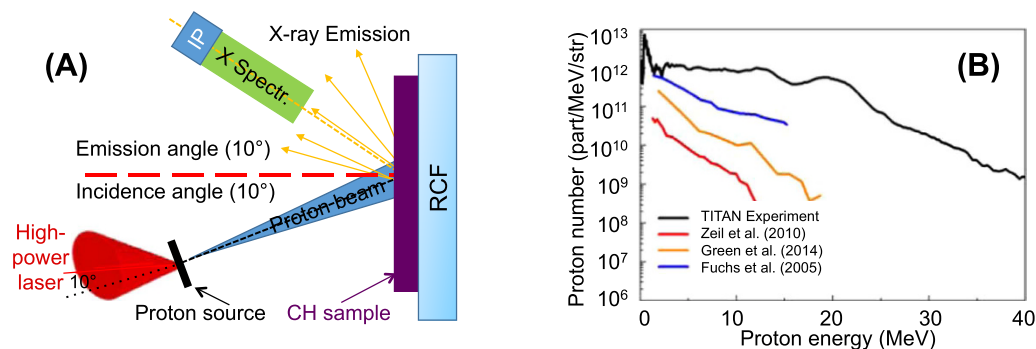 (A)
IP
X Spectr.
X-ray Emission
Emission angle (10°)
Incidence angle (10°)
Proton beam
RCF
High-
power
laser
10°
Proton source
CH sample
(B)
Proton number (part/MeV/str)
10¹³
10¹²
10¹¹
10¹⁰
10⁹
10⁸
10⁷
10⁶
TITAN Experiment
Zeil et al. (2010)
Green et al. (2014)
Fuchs et al. (2005)
0 10 20 30 40
Proton energy (MeV)